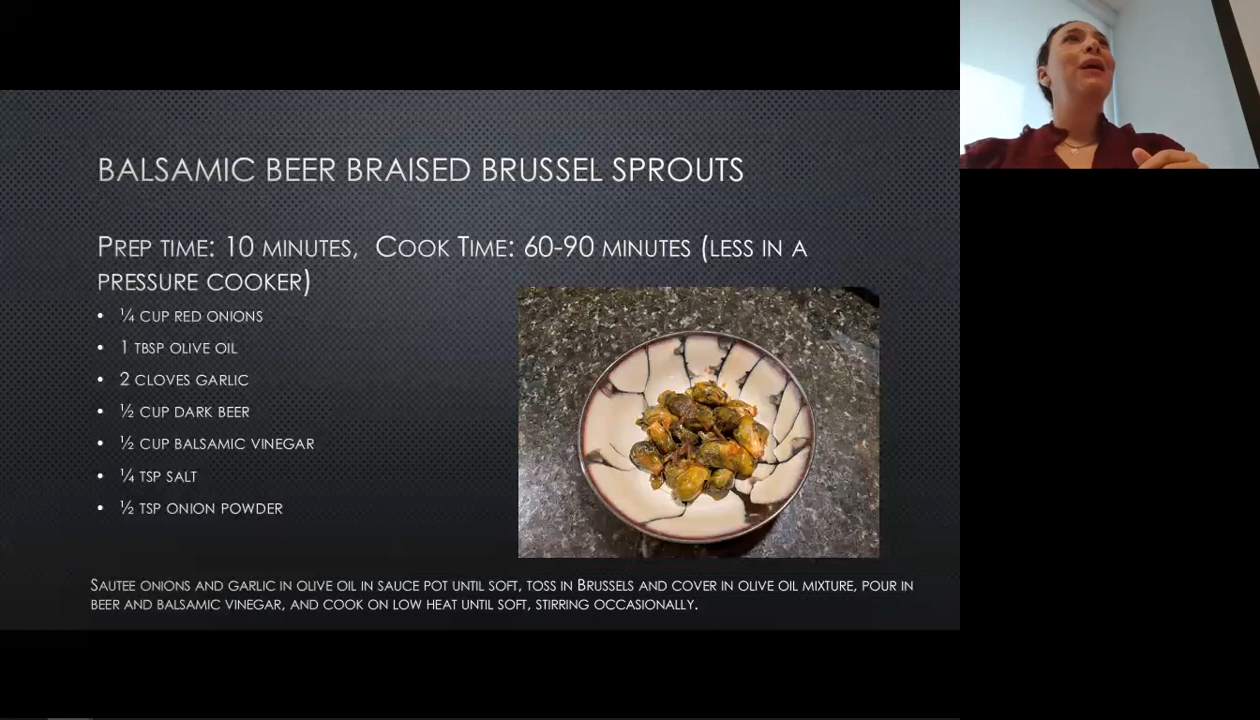 BALSAMIC BEER BRAISED BRUSSEL SPROUTS
PREP TIME: 10 MINUTES, COOK TIME: 60-90 MINUTES (LESS IN A
PRESSURE COOKER)
• ¼ CUP RED ONIONS
• 1 TBSP OLIVE OIL
• 2 CLOVES GARLIC
• ½ CUP DARK BEER
• ½ CUP BALSAMIC VINEGAR
• ¼ TSP SALT
• ½ TSP ONION POWDER
SAUTEE ONIONS AND GARLIC IN OLIVE OIL IN SAUCE POT UNTIL SOFT, TOSS IN BRUSSELS AND COVER IN OLIVE OIL MIXTURE, POUR IN
BEER AND BALSAMIC VINEGAR, AND COOK ON LOW HEAT UNTIL SOFT, STIRRING OCCASIONALLY.